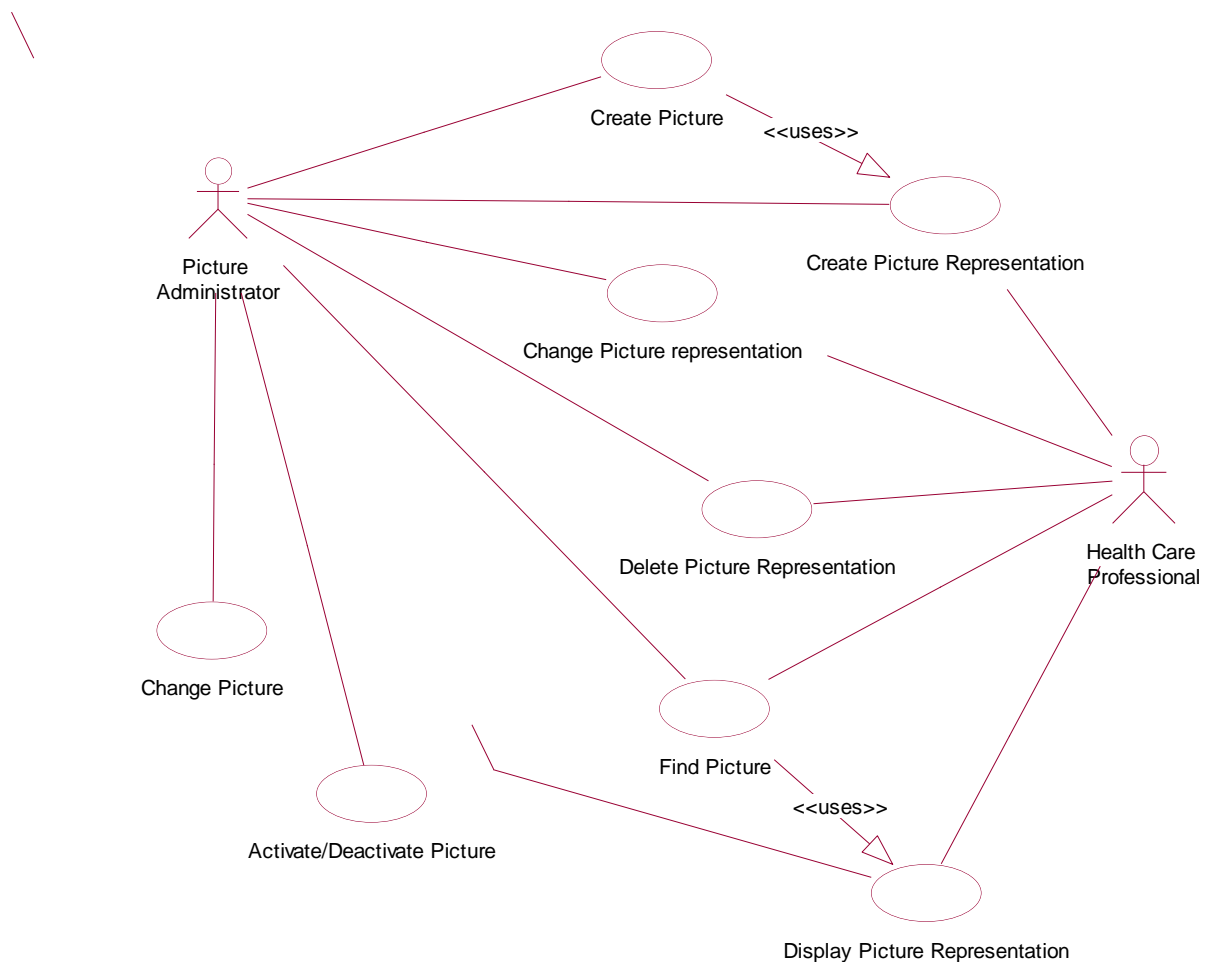 Create Picture
<<uses>>
Picture
Administrator
Create Picture Representation
Change Picture representation
Health Care
Professional
Delete Picture Representation
Change Picture
Find Picture
<<uses>>
Activate/Deactivate Picture
Display Picture Representation